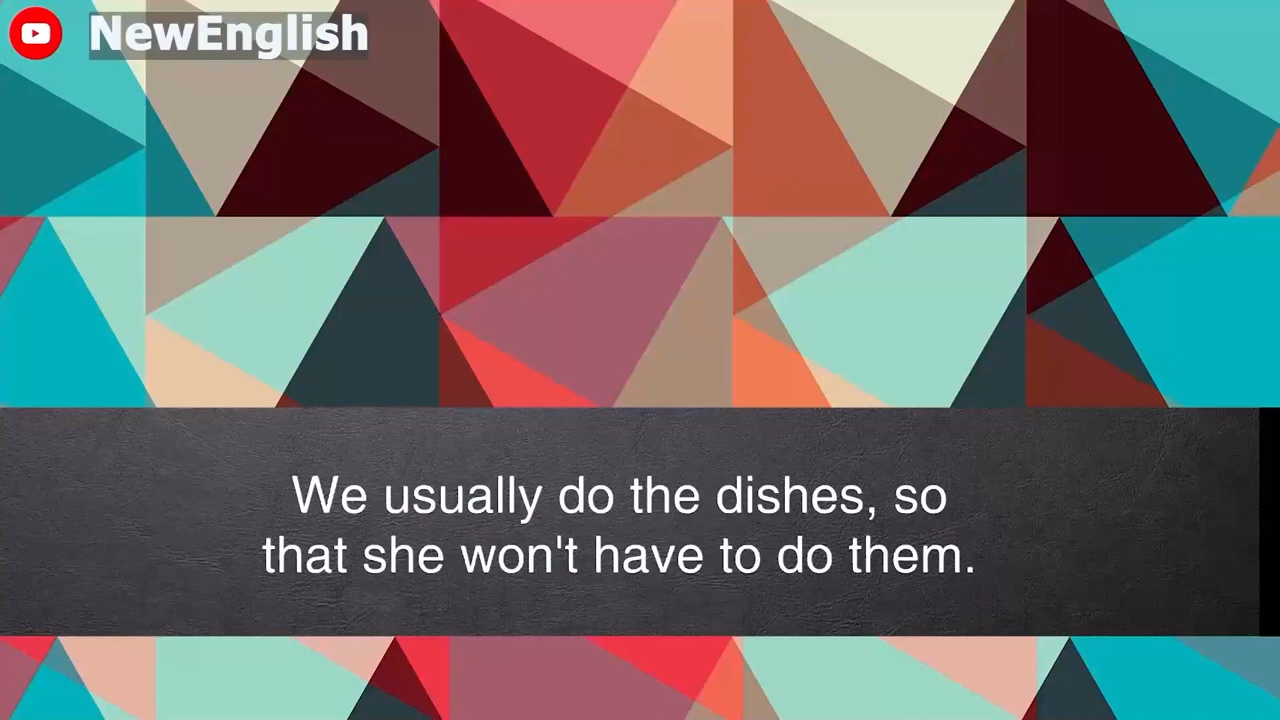 NewEnglish
We usually do the dishes, so
that she won't have to do them.